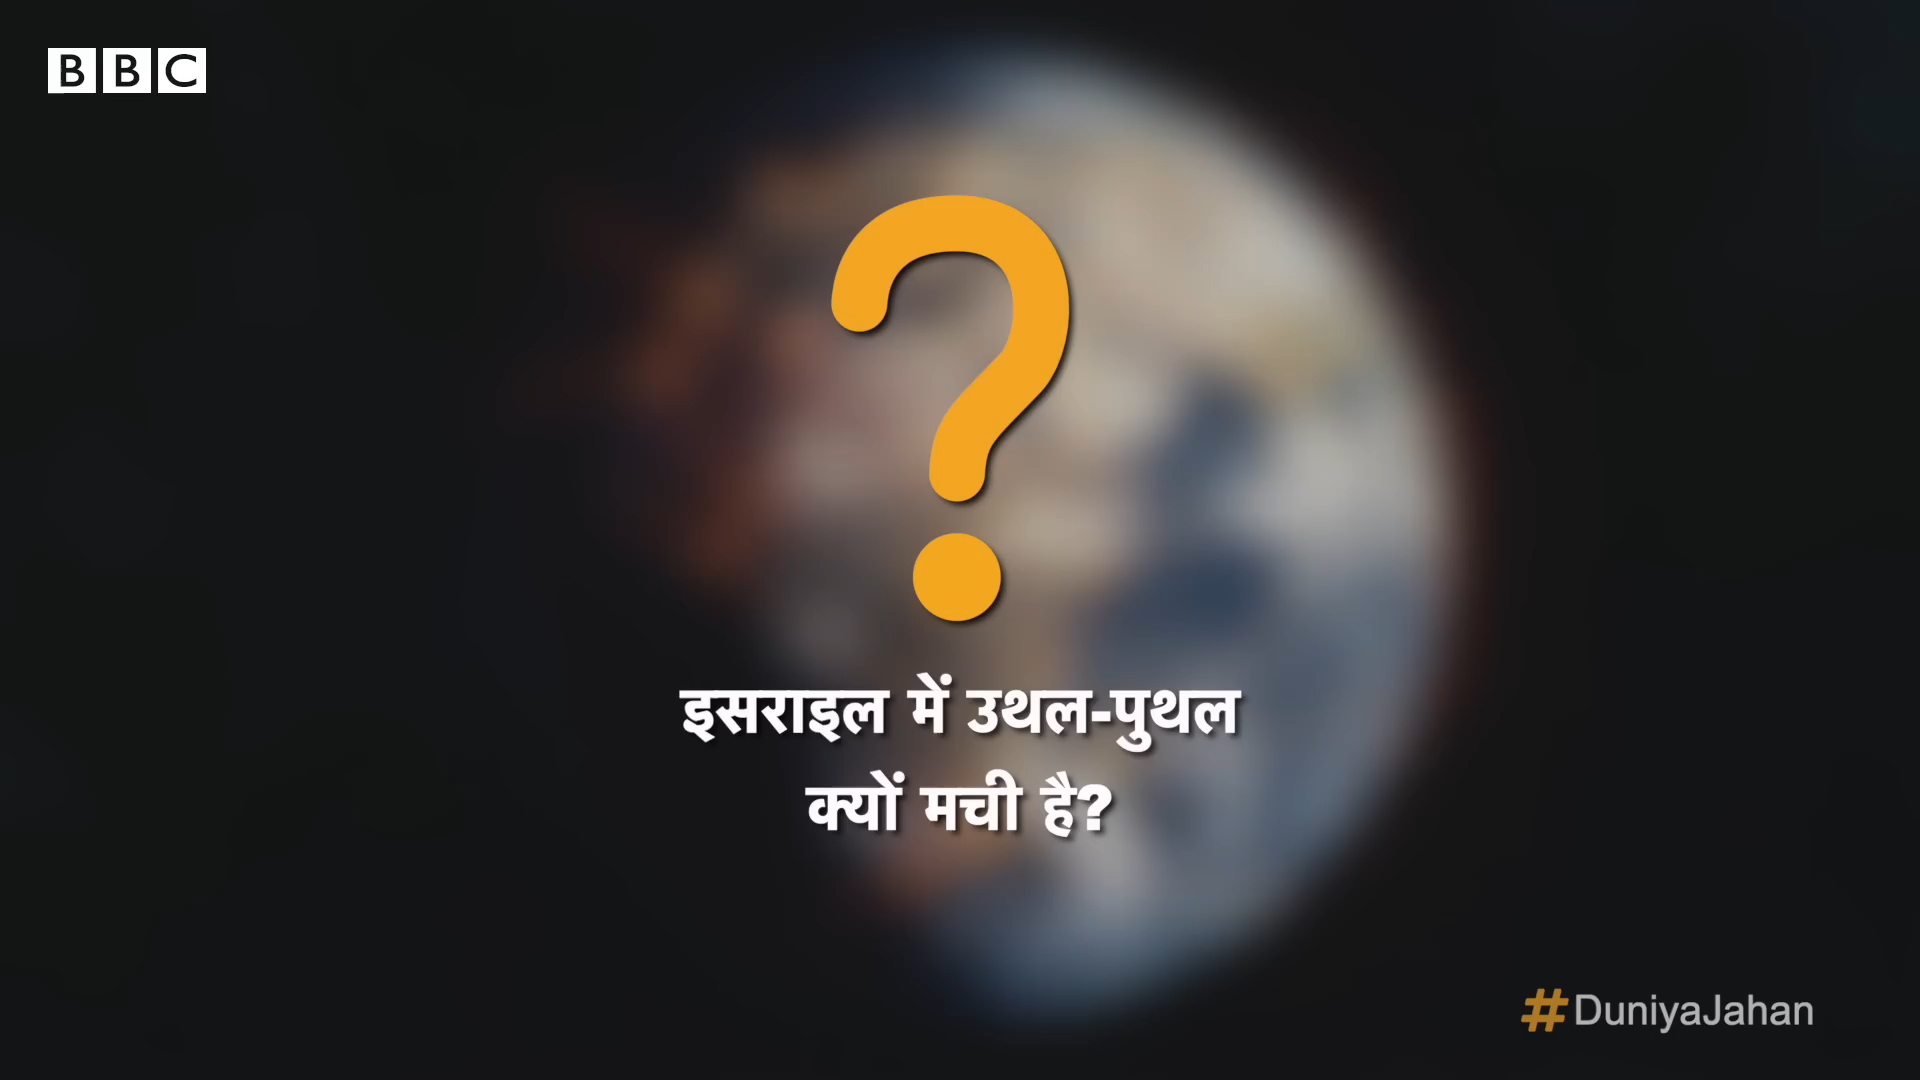 BBC
?
इसराइल में उथल-पुथल
क्यों मची है?
#DuniyaJahan